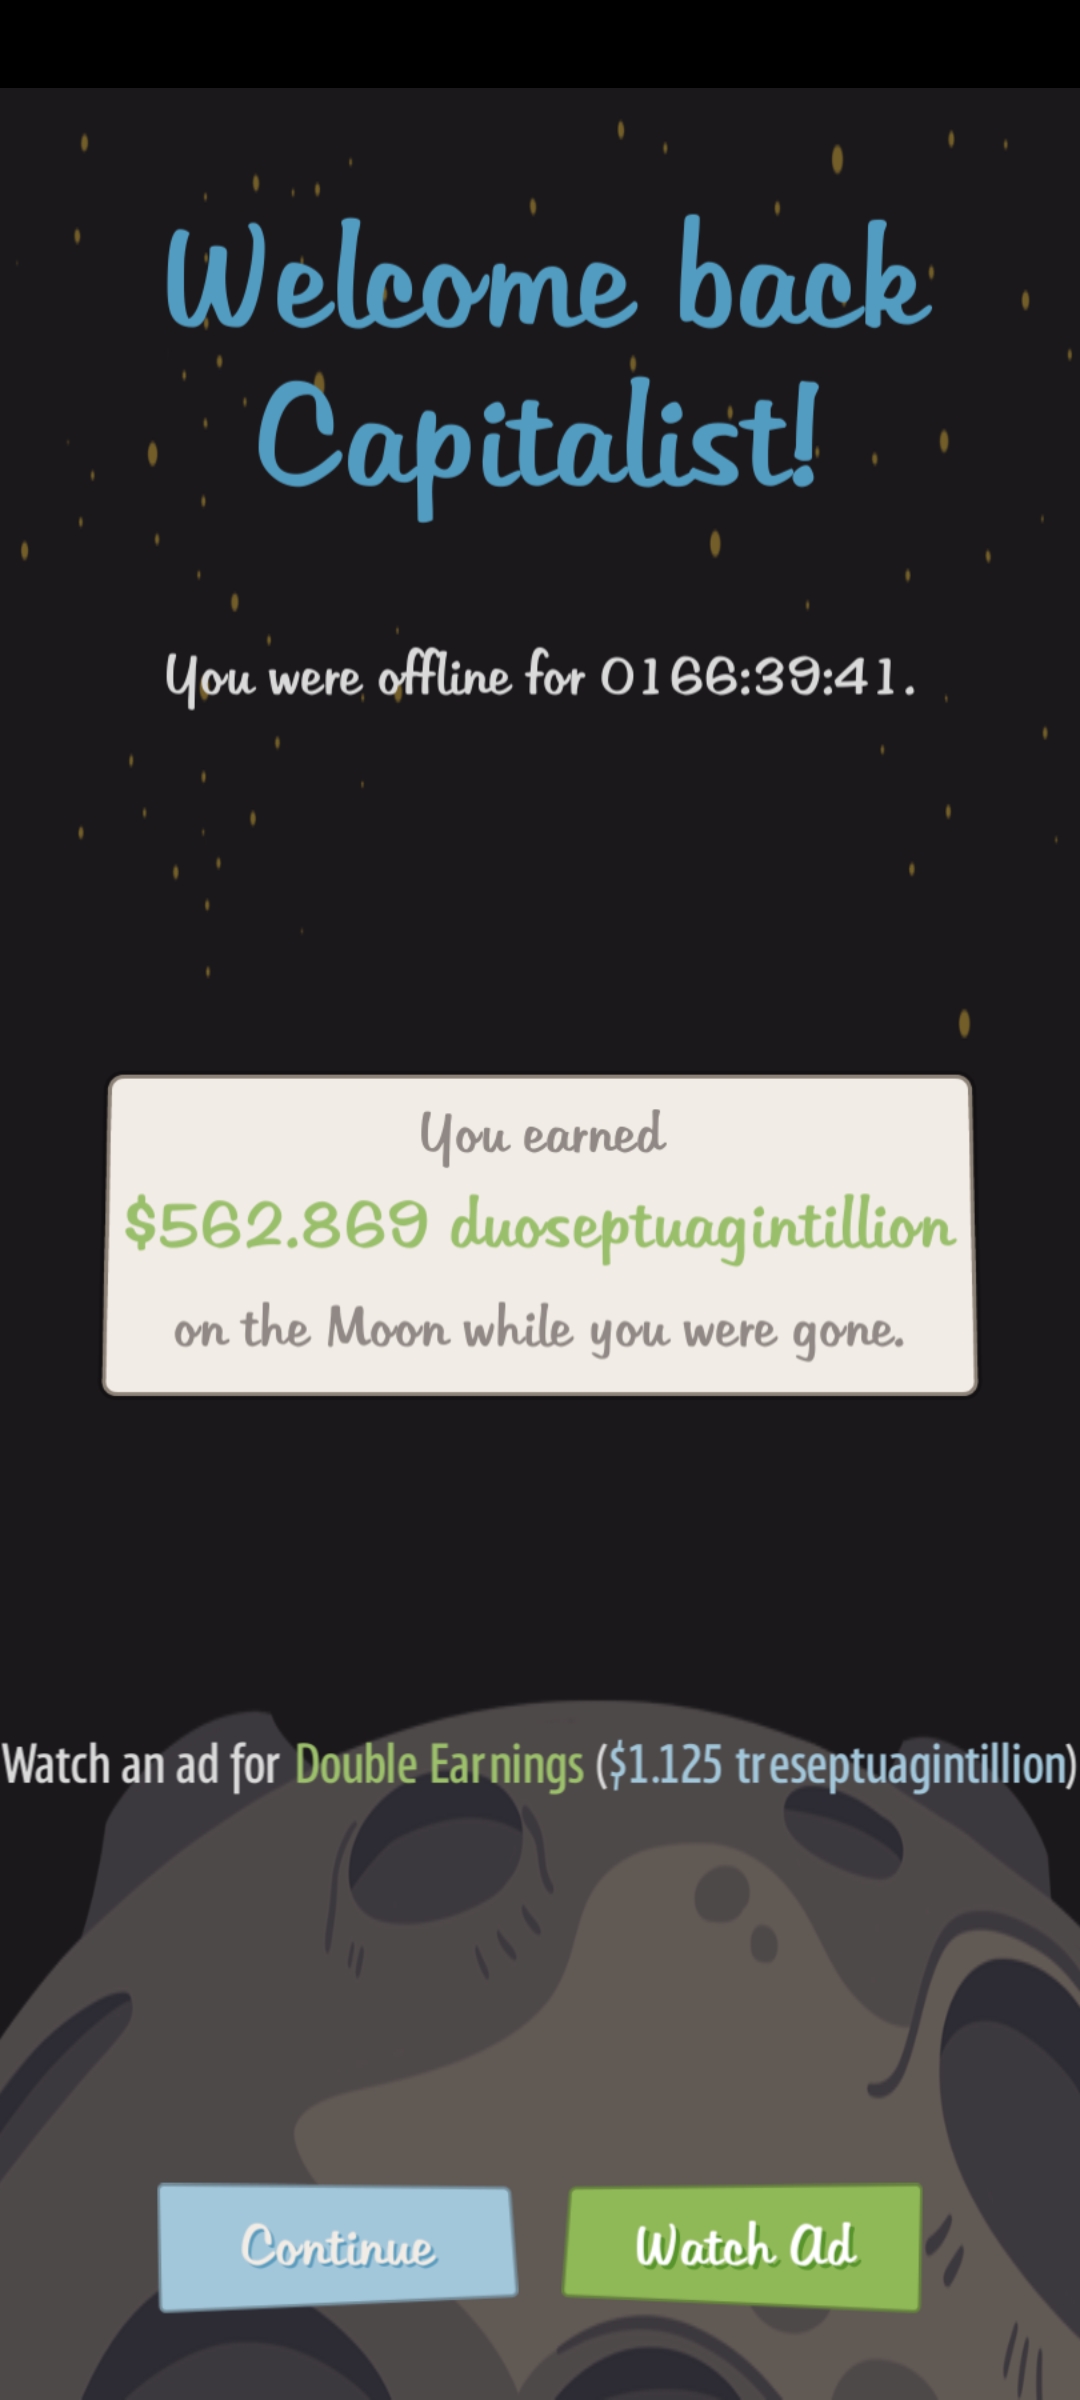 Welcome back
Capitalist!
You were offline for 0166:39:41.
You earned
$562.869 duoseptuagintillion
on the Moon while you were gone.
Watch an ad for Double Earnings ($1.125 treseptuagintillion)
Continue
Watch Ad